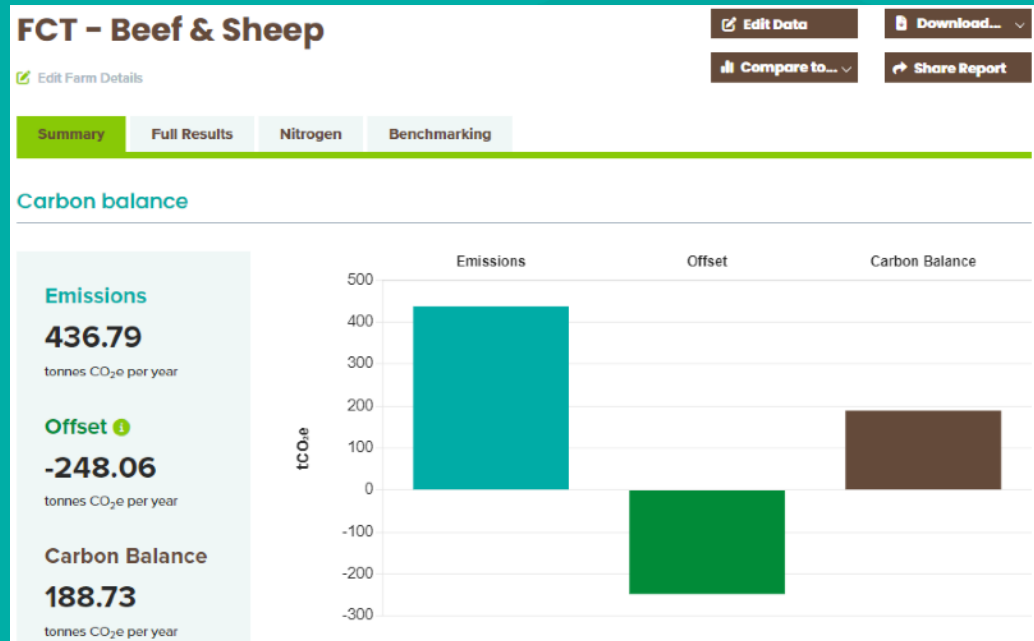 FCT - Beef & Sheep
Edit Data
Download...
Edit Farm Details
Compare to...
Share Report
Summary
Full Results
Nitrogen
Benchmarking
Carbon balance
Emissions
436.79
tonnes CO₂e per year
Offset
-248.06
tonnes CO₂e per year
Carbon Balance
188.73
tonnes CO₂e per year
Emissions
Offset
Carbon Balance
tCO₂e
500
400
300
200
100
0
-100
-200
-300